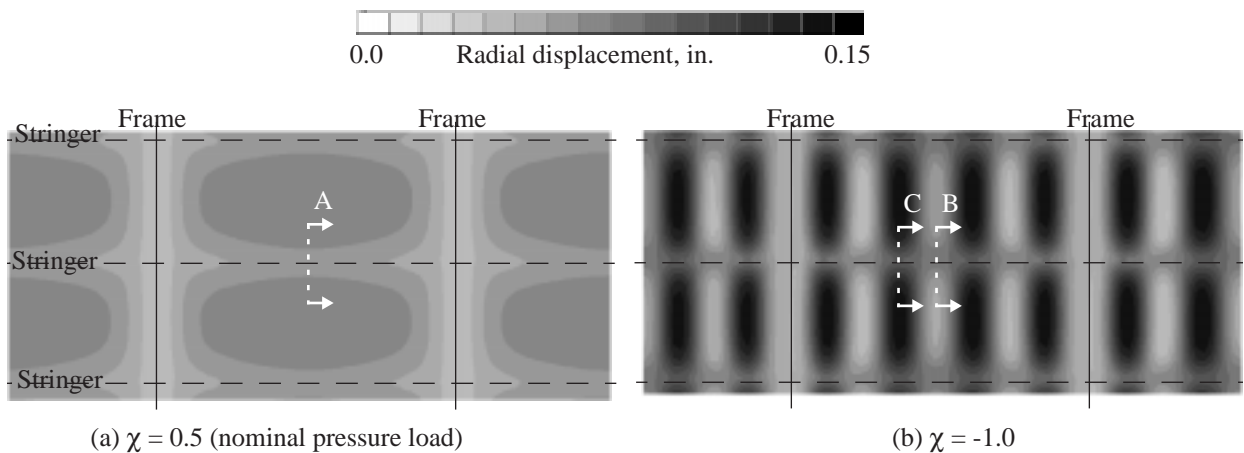 0.0 Radial displacement, in. 0.15
Frame Frame Frame Frame
Stringer
A
C B
Stringer
Stringer
(a) χ = 0.5 (nominal pressure load) (b) χ = -1.0